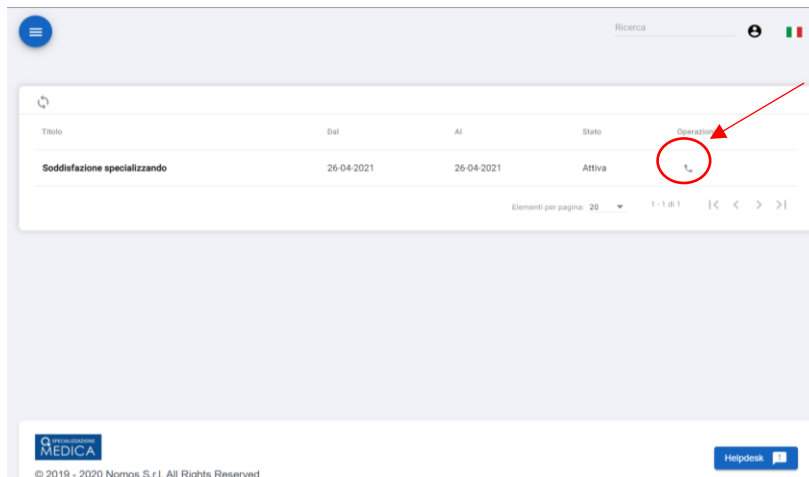 Ricerca
Titolo Dal Al Stato Operazioni
Soddisfazione specializzando 26-04-2021 26-04-2021 Attiva
Elementi per pagina: 20 1 - 1 di 1
SPECIALIZZAZIONE
MEDICA
Helpdesk
© 2019 - 2020 Nomos S.r.l. All Rights Reserved